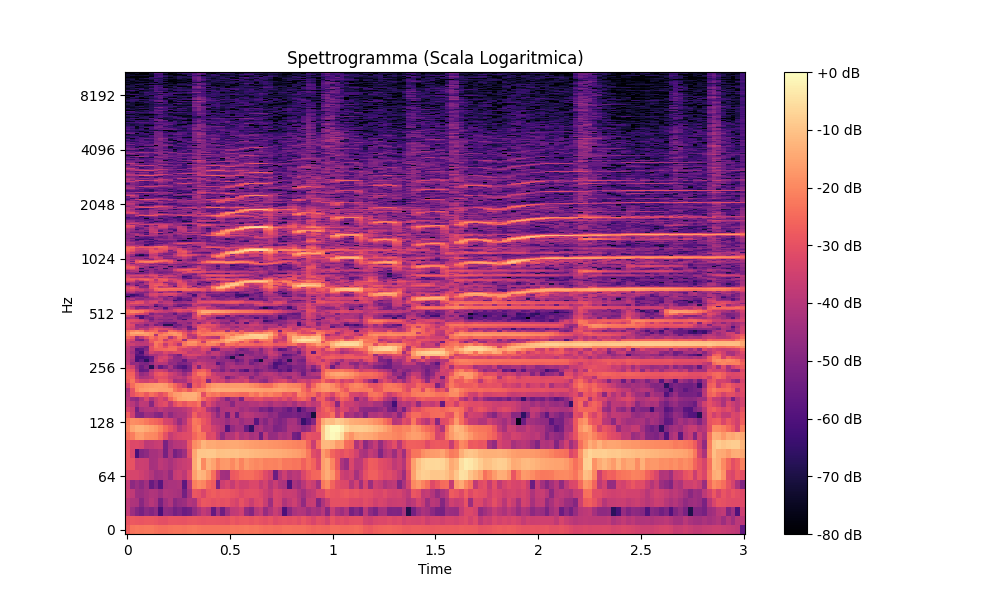 Spettrogramma (Scala Logaritmica)
Hz
8192
4096
2048
1024
512
256
128
64
0
0
0.5
1
1.5
2
2.5
3
Time
+0 dB
-10 dB
-20 dB
-30 dB
-40 dB
-50 dB
-60 dB
-70 dB
-80 dB